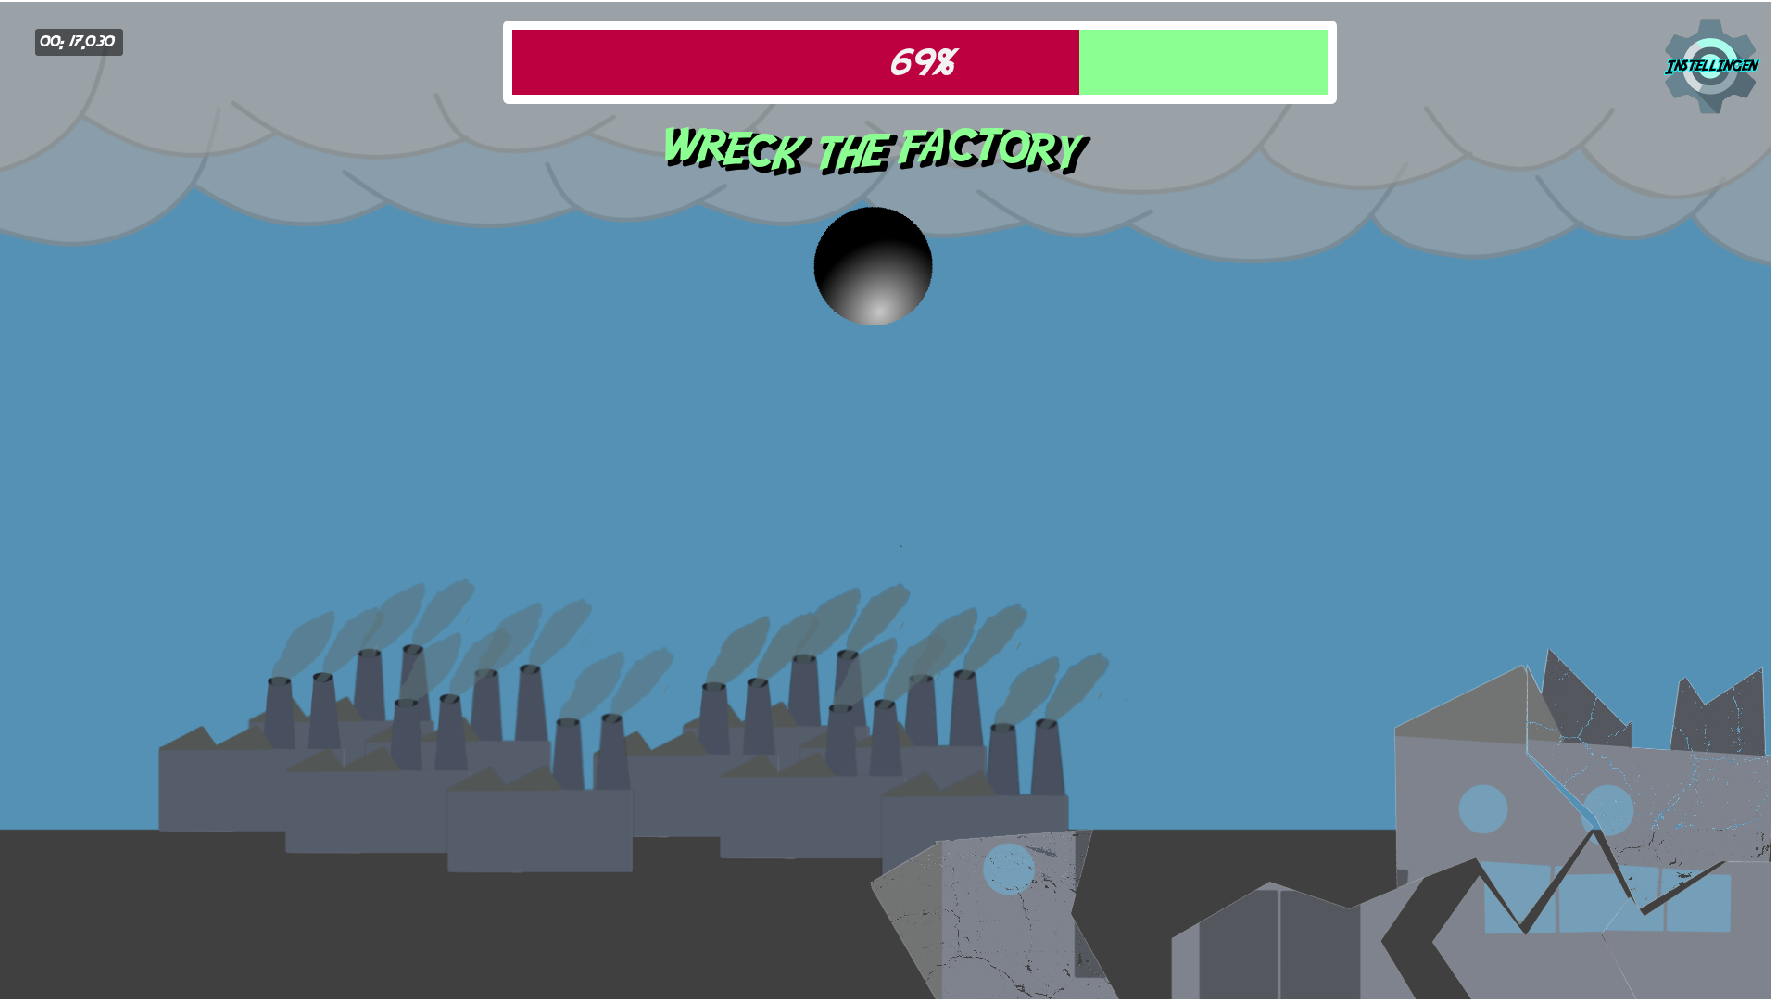 00; 17,030
69%
INSTELLINGEN
WRECK THE FACTORY